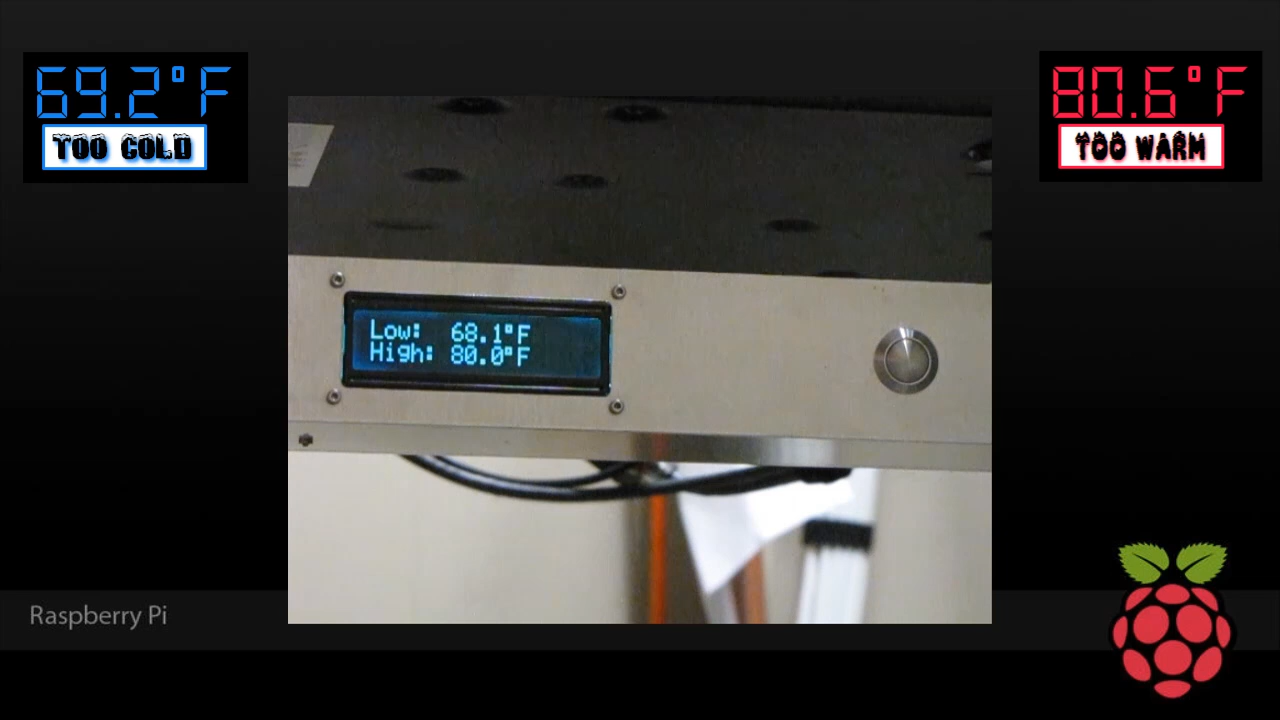 69.2°F
TOO COLD
80.6°F
TOO WARM
Low: 68.1°F
High: 80.0°F
Raspberry Pi